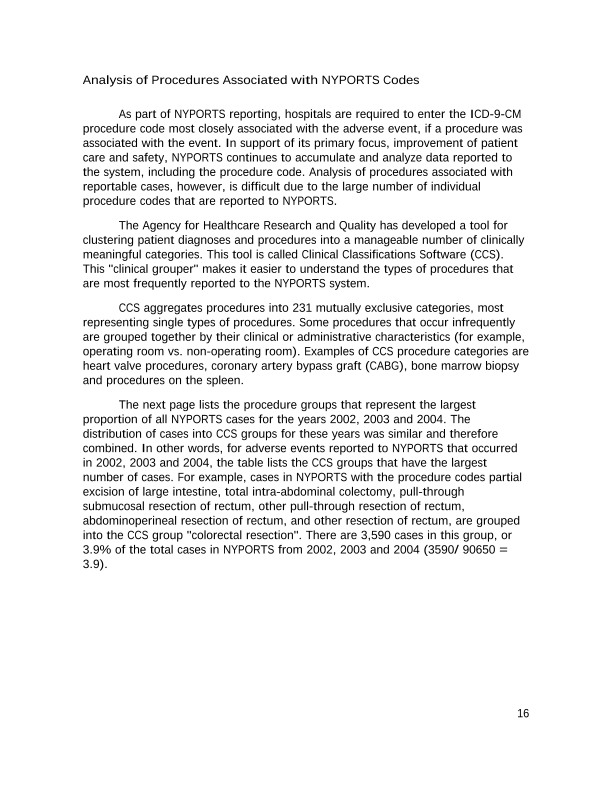 Analysis of Procedures Associated with NYPORTS Codes
As part of NYPORTS reporting, hospitals are required to enter the ICD-9-CM
procedure code most closely associated with the adverse event, if a procedure was
associated with the event. In support of its primary focus, improvement of patient
care and safety, NYPORTS continues to accumulate and analyze data reported to
the system, including the procedure code. Analysis of procedures associated with
reportable cases, however, is difficult due to the large number of individual
procedure codes that are reported to NYPORTS.
The Agency for Healthcare Research and Quality has developed a tool for
clustering patient diagnoses and procedures into a manageable number of clinically
meaningful categories. This tool is called Clinical Classifications Software (CCS).
This "clinical grouper" makes it easier to understand the types of procedures that
are most frequently reported to the NYPORTS system.
CCS aggregates procedures into 231 mutually exclusive categories, most
representing single types of procedures. Some procedures that occur infrequently
are grouped together by their clinical or administrative characteristics (for example,
operating room vs. non-operating room). Examples of CCS procedure categories are
heart valve procedures, coronary artery bypass graft (CABG), bone marrow biopsy
and procedures on the spleen.
The next page lists the procedure groups that represent the largest
proportion of all NYPORTS cases for the years 2002, 2003 and 2004. The
distribution of cases into CCS groups for these years was similar and therefore
combined. In other words, for adverse events reported to NYPORTS that occurred
in 2002, 2003 and 2004, the table lists the CCS groups that have the largest
number of cases. For example, cases in NYPORTS with the procedure codes partial
excision of large intestine, total intra-abdominal colectomy, pull-through
submucosal resection of rectum, other pull-through resection of rectum,
abdominoperineal resection of rectum, and other resection of rectum, are grouped
into the CCS group "colorectal resection". There are 3,590 cases in this group, or
3.9% of the total cases in NYPORTS from 2002, 2003 and 2004 (3590/ 90650 =
3.9).
16